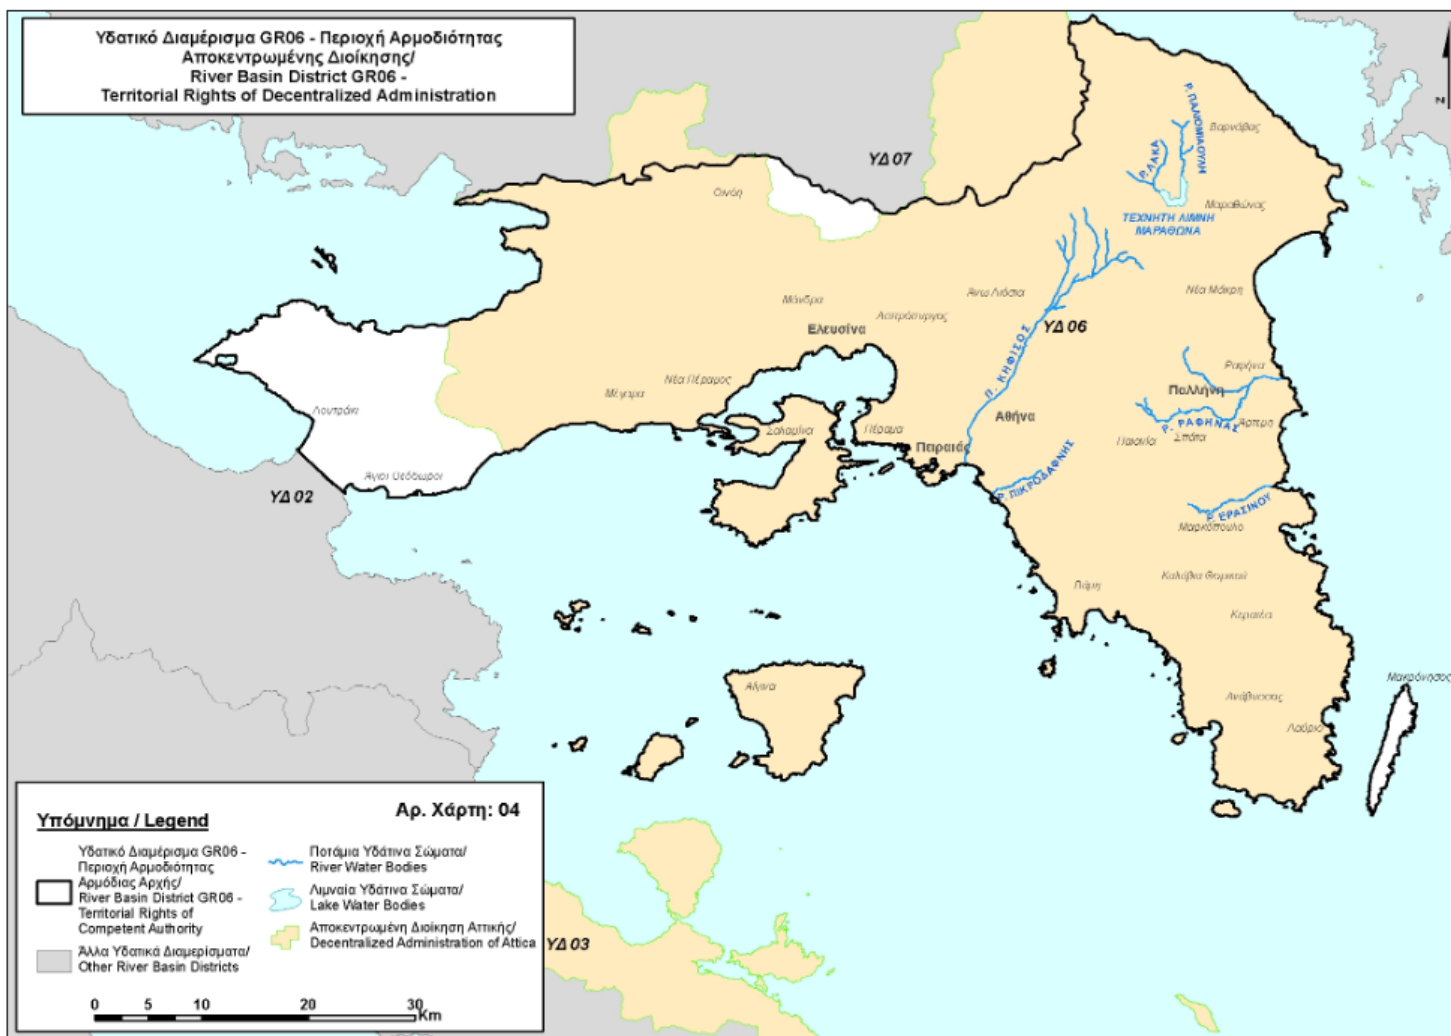 Υδατικό Διαμέρισμα GR06 - Περιοχή Αρμοδιότητας
Αποκεντρωμένης Διοίκησης/
River Basin District GR06 -
Territorial Rights of Decentralized Administration
N
Ρ. ΠΑΛΙΟΜΙΑΟΥΛΗ
Βαρνάβας
ΥΔ 07
Ρ. ΛΑΚΑ
Οινόη
Μαραθώνας
ΤΕΧΝΗΤΗ ΛΙΜΝΗ
ΜΑΡΑΘΩΝΑ
Μάνδρα
Άνω Λιόσια
Νέα Μάκρη
Ασπρόπυργος
Ελευσίνα
ΥΔ 06
Π. ΚΗΦΙΣΟΣ
Ραφήνα
Νέα Πέραμος
Μέγαρα
Παλλήνη
Λουτράκι
Αθήνα
Ρ. ΡΑΦΗΝΑΣ
Άρτεμο
Σαλαμίνα
Πέραμα
Παιανία
Σπάτα
Πειραιάς
Άγιοι Θεόδωροι
Ρ. ΠΙΚΡΟΔΑΦΝΗΣ
ΥΔ 02
Ρ. ΕΡΑΣΙΝΟΥ
Μαρκόπουλο
Καλύβια Θορικού
Κερατέα
Αίγινα
Μακρόνησος
Ανάβυσσος
Λαύριο
Αρ. Χάρτη: 04
Υπόμνημα / Legend
Υδατικό Διαμέρισμα GR06 -
Περιοχή Αρμοδιότητας
Αρμόδιας Αρχής/
River Basin District GR06 -
Territorial Rights of
Competent Authority
Άλλα Υδατικά Διαμερίσματα/
Other River Basin Districts
Ποτάμια Υδάτινα Σώματα/
River Water Bodies
Λιμναία Υδάτινα Σώματα/
Lake Water Bodies
Αποκεντρωμένη Διοίκηση Αττικής/
Decentralized Administration of Attica
ΥΔ 03
0 5 10 20 30
Km